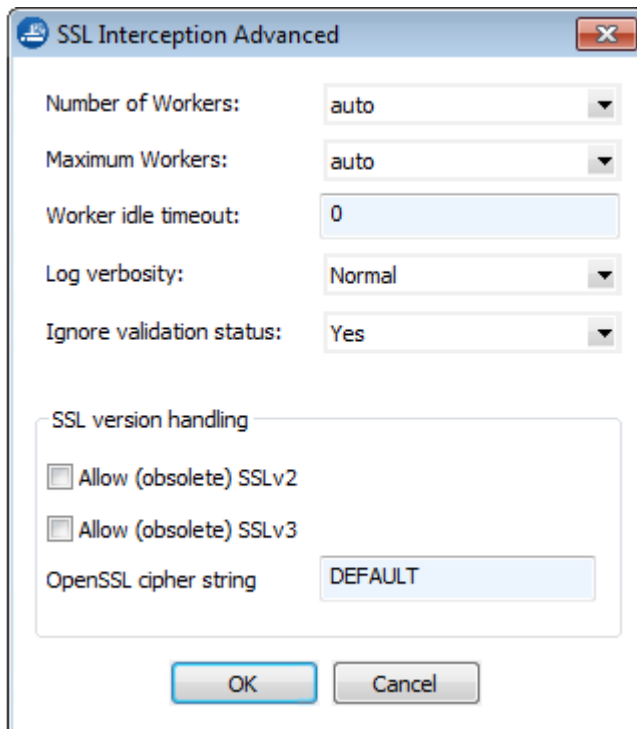 SSL Interception Advanced
Number of Workers: auto
Maximum Workers: auto
Worker idle timeout: 0
Log verbosity: Normal
Ignore validation status: Yes
SSL version handling
Allow (obsolete) SSLv2
Allow (obsolete) SSLv3
OpenSSL cipher string DEFAULT
OK Cancel